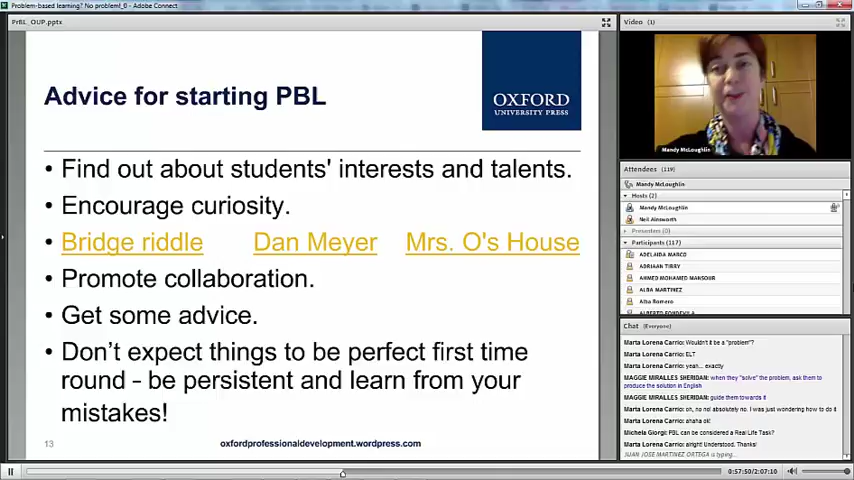 Problem-based learning? No problem!_0 - Adobe Connect
PrBL_OUP.pptx
Advice for starting PBL
OXFORD
UNIVERSITY PRESS
• Find out about students' interests and talents.
• Encourage curiosity.
• Bridge riddle Dan Meyer Mrs. O's House
• Promote collaboration.
• Get some advice.
• Don't expect things to be perfect first time
round - be persistent and learn from your
mistakes!
13
oxfordprofessionaldevelopment.wordpress.com
Video (1)
Mandy McLoughlin
Attendees (119)
Mandy McLoughlin
Hosts (2)
Mandy McLoughlin
Neil Ainsworth
Presenters (0)
Participants (117)
ADELAIDA MARCO
ADRIAAN TIRRY
AHMED MOHAMED MANSOUR
ALBA MARTINEZ
Alba Romero
Chat (Everyone)
Marta Lorena Carrio: Wouldn't it be a "problem"?
Marta Lorena Carrio: ELT
Marta Lorena Carrio: yeah... exactly
MAGGIE MIRALLES SHERIDAN: when they "solve" the problem, ask them to
produce the solution in English
MAGGIE MIRALLES SHERIDAN: guide them towards it
Marta Lorena Carrio: oh, no no absolutely no. I was just wondering how to do it
Marta Lorena Carrio: ahaha ok!
Michela Giorgi: PBL can be considered a Real Life Task?
Marta Lorena Carrio: alright! Understood. Thanks!
JUAN JOSE MARTINEZ ORTEGA is typing...
0:57:50/2:07:10